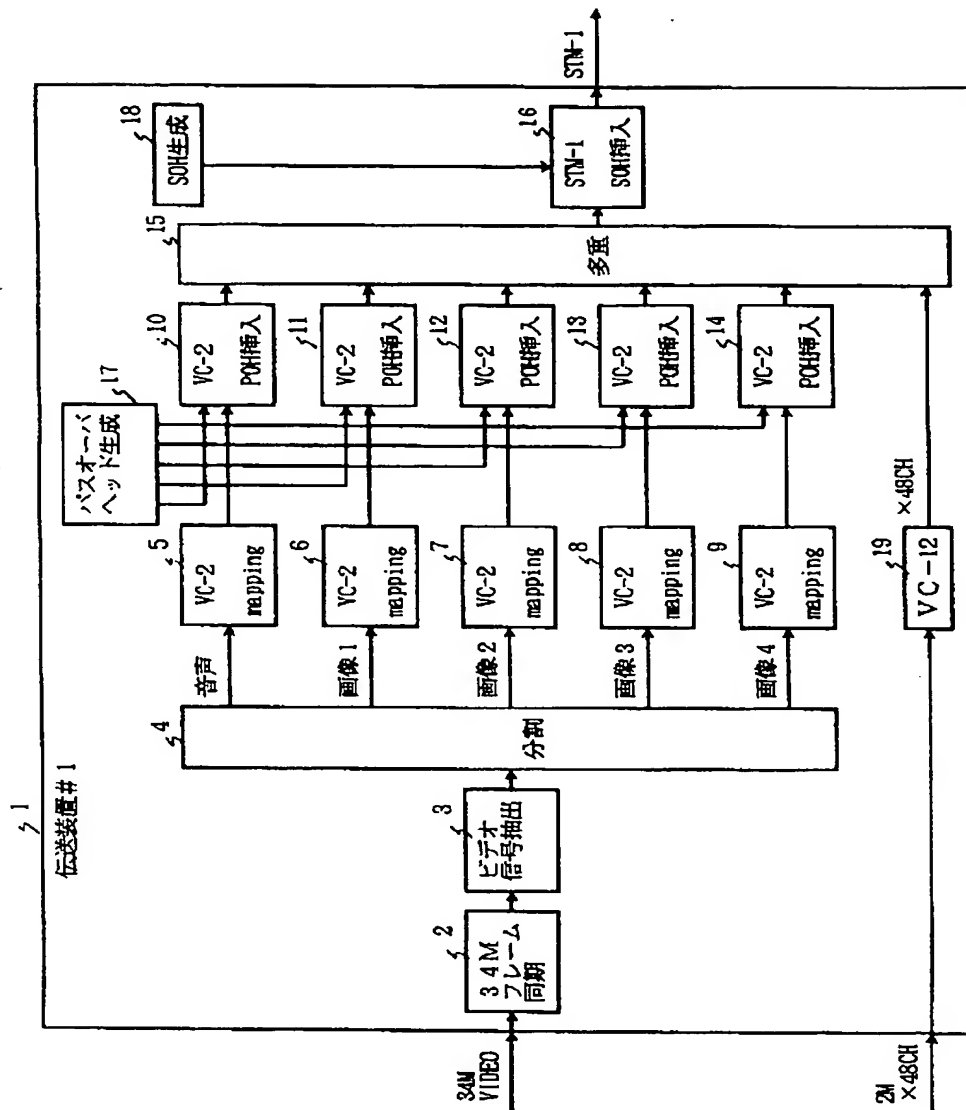 1
伝送装置#1
34M
VIDEO
2
34M
フレーム
同期
3
ビデオ
信号抽出
4
分割
音声
画像1
画像2
画像3
画像4
5
VC-2
mapping
6
VC-2
mapping
7
VC-2
mapping
8
VC-2
mapping
9
VC-2
mapping
17
パスオーバ
ヘッド生成
10
VC-2
POH挿入
11
VC-2
POH挿入
12
VC-2
POH挿入
13
VC-2
POH挿入
14
VC-2
POH挿入
15
多重
18
SOH生成
16
STM-1
SOH挿入
STM-1
2M
×48CH
19
VC-12
×48CH